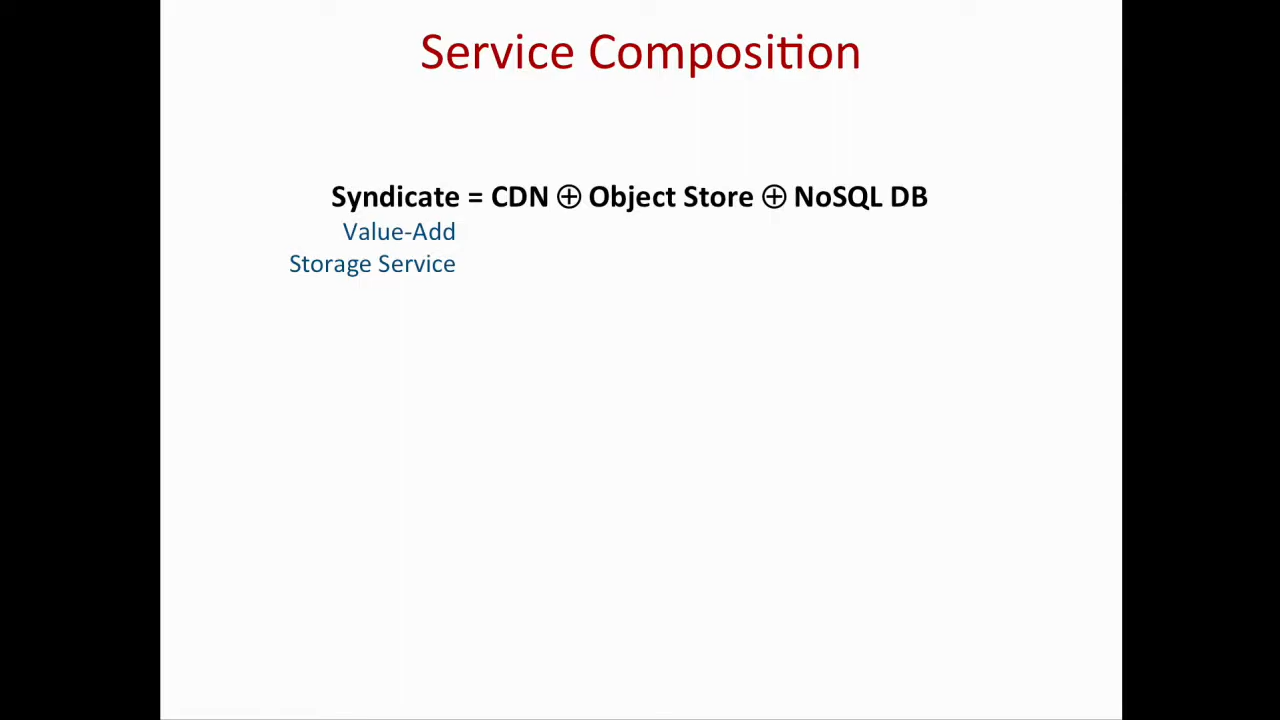 Service Composition
Syndicate = CDN ⊕ Object Store ⊕ NoSQL DB
Value-Add
Storage Service